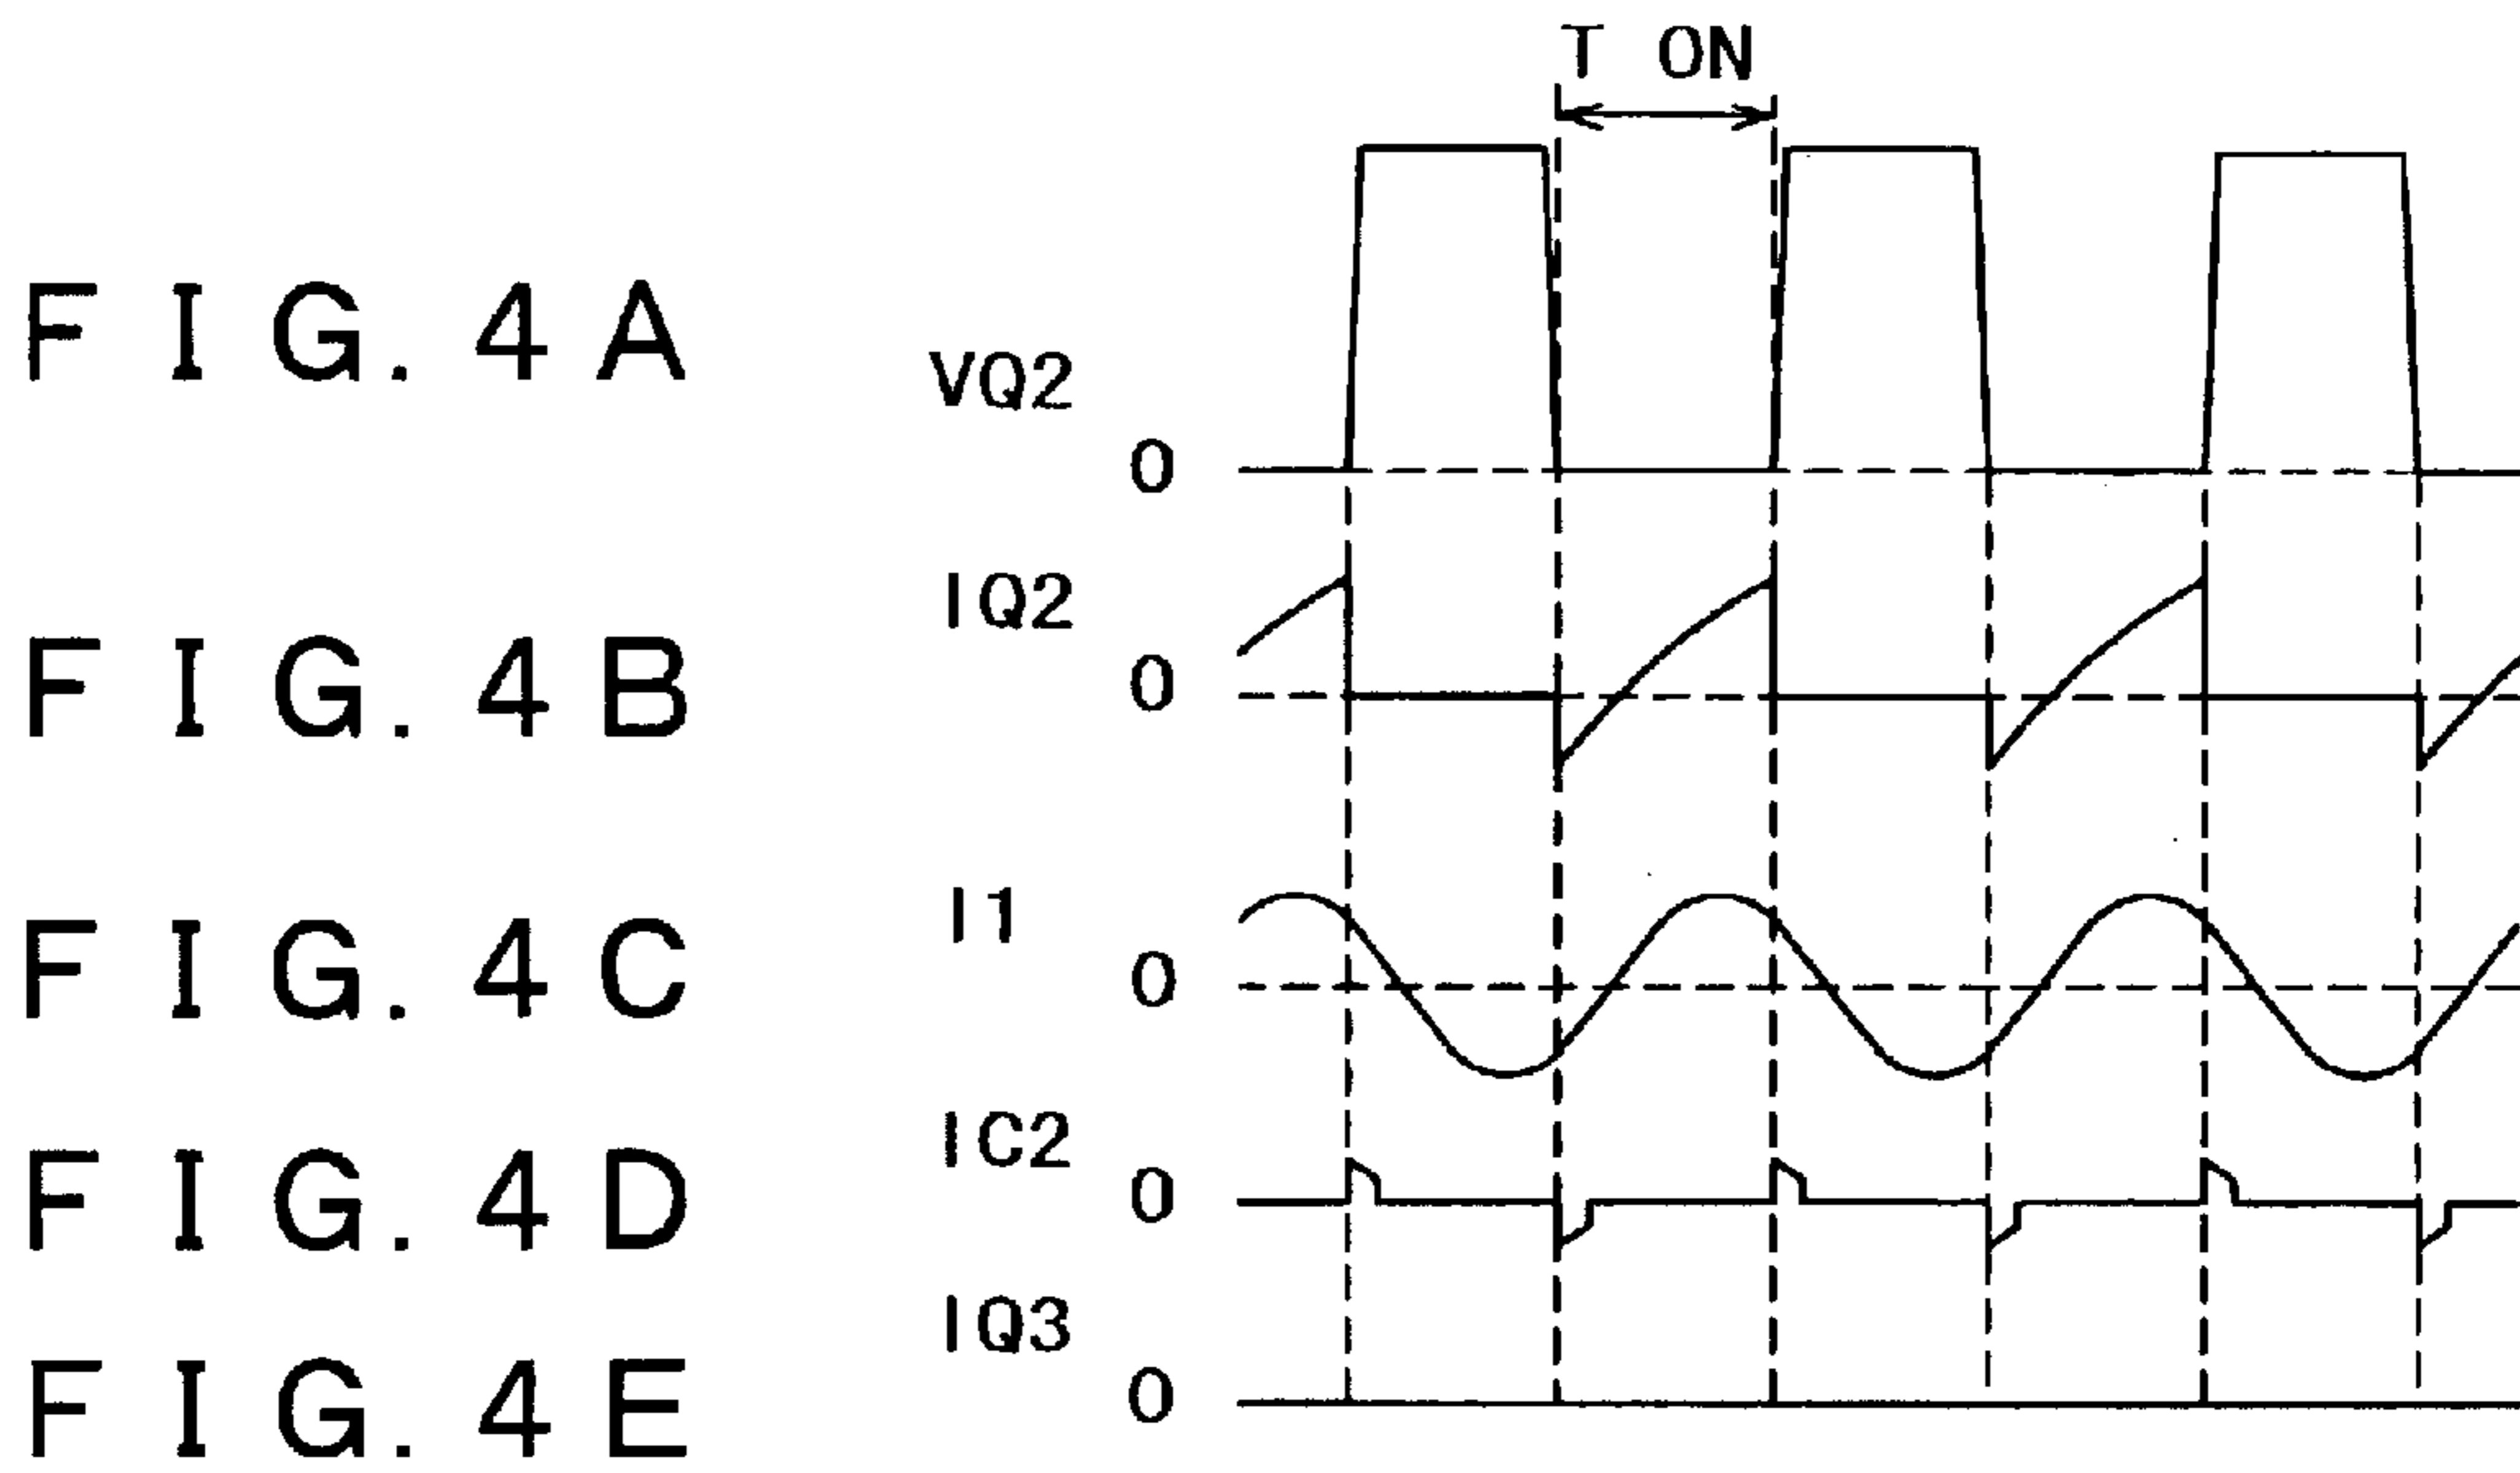 T ON
FIG. 4A
VQ2
0
IQ2
0
FIG. 4B
I1
0
FIG. 4C
IC2
0
FIG. 4D
IQ3
0
FIG. 4E